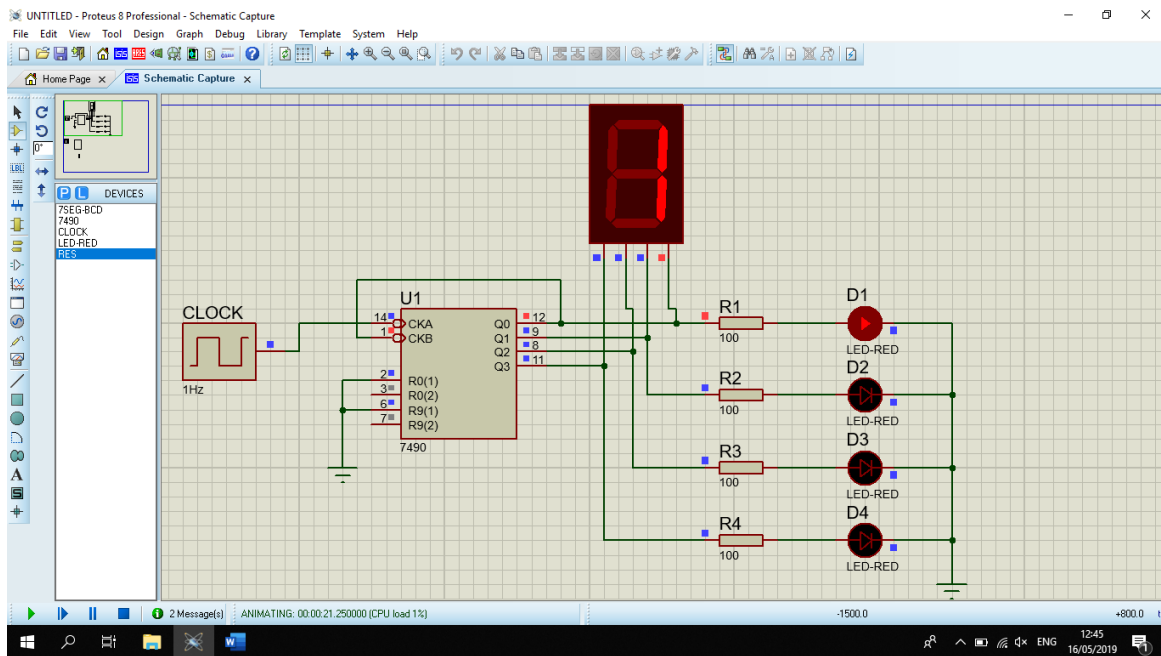 UNTITLED - Proteus 8 Professional - Schematic Capture
File Edit View Tool Design Graph Debug Library Template System Help
Home Page X Schematic Capture X
0°
LBL
P L DEVICES
7SEG-BCD
7490
CLOCK
LED-RED
RES
A
S
CLOCK
1Hz
U1
14 CKA
1 CKB
2 R0(1)
3 R0(2)
6 R9(1)
7 R9(2)
Q0 12
Q1 9
Q2 8
Q3 11
7490
R1
100
R2
100
R3
100
R4
100
D1
LED-RED
D2
LED-RED
D3
LED-RED
D4
LED-RED
2 Message(s) ANIMATING: 00:00:21.250000 (CPU load 1%) -1500.0 +800.0 t
ENG 12:45
16/05/2019
1